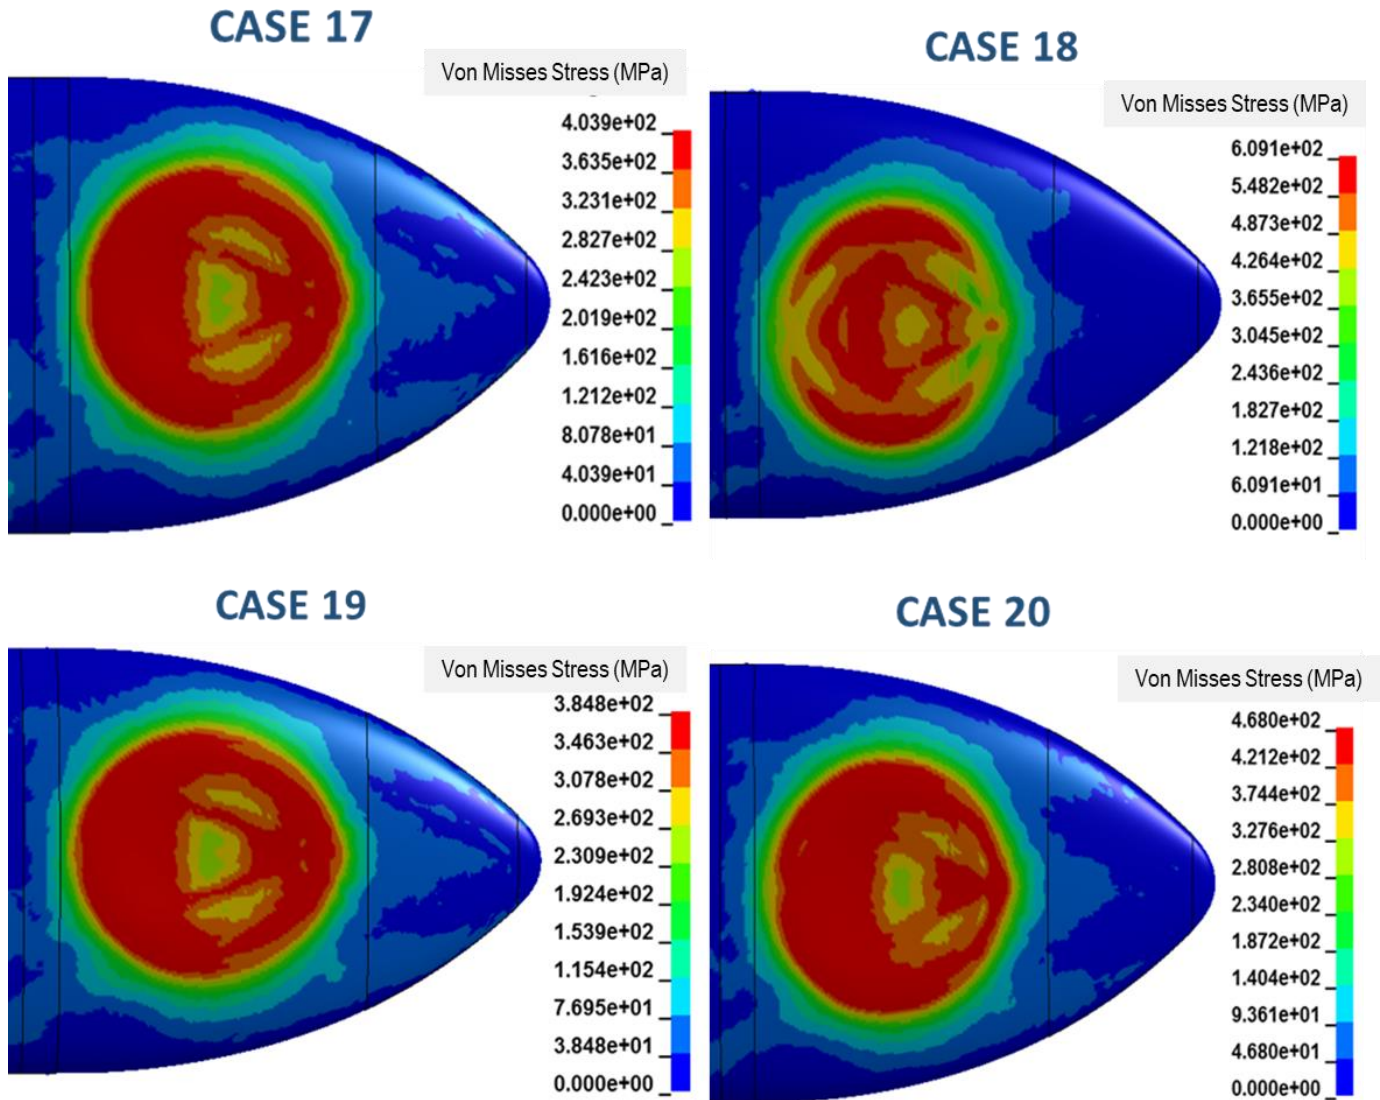 CASE 17
Von Misses Stress (MPa)
4.039e+02
3.635e+02
3.231e+02
2.827e+02
2.423e+02
2.019e+02
1.616e+02
1.212e+02
8.078e+01
4.039e+01
0.000e+00
CASE 18
Von Misses Stress (MPa)
6.091e+02
5.482e+02
4.873e+02
4.264e+02
3.655e+02
3.045e+02
2.436e+02
1.827e+02
1.218e+02
6.091e+01
0.000e+00
CASE 19
Von Misses Stress (MPa)
3.848e+02
3.463e+02
3.078e+02
2.693e+02
2.309e+02
1.924e+02
1.539e+02
1.154e+02
7.695e+01
3.848e+01
0.000e+00
CASE 20
Von Misses Stress (MPa)
4.680e+02
4.212e+02
3.744e+02
3.276e+02
2.808e+02
2.340e+02
1.872e+02
1.404e+02
9.361e+01
4.680e+01
0.000e+00